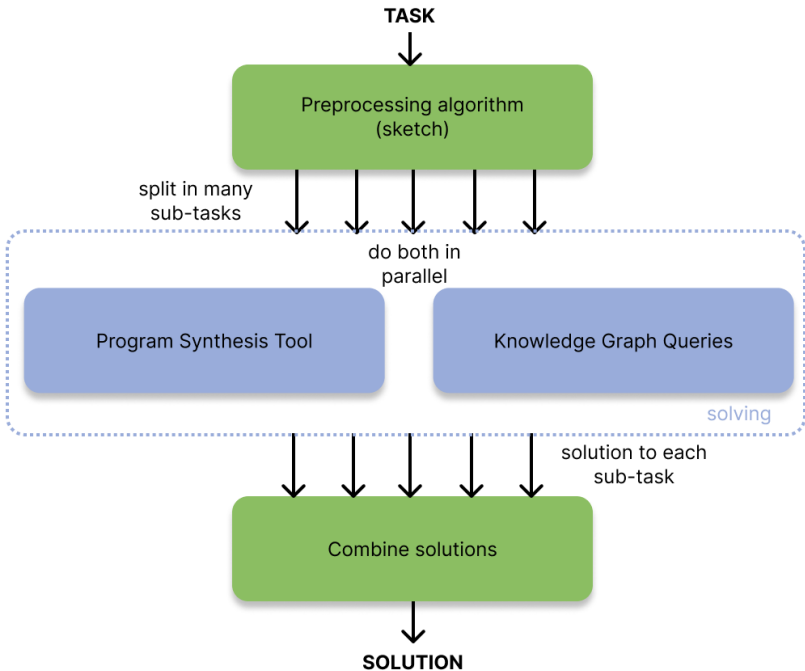 TASK
Preprocessing algorithm
(sketch)
split in many
sub-tasks
do both in
parallel
Program Synthesis Tool
Knowledge Graph Queries
solving
solution to each
sub-task
Combine solutions
SOLUTION